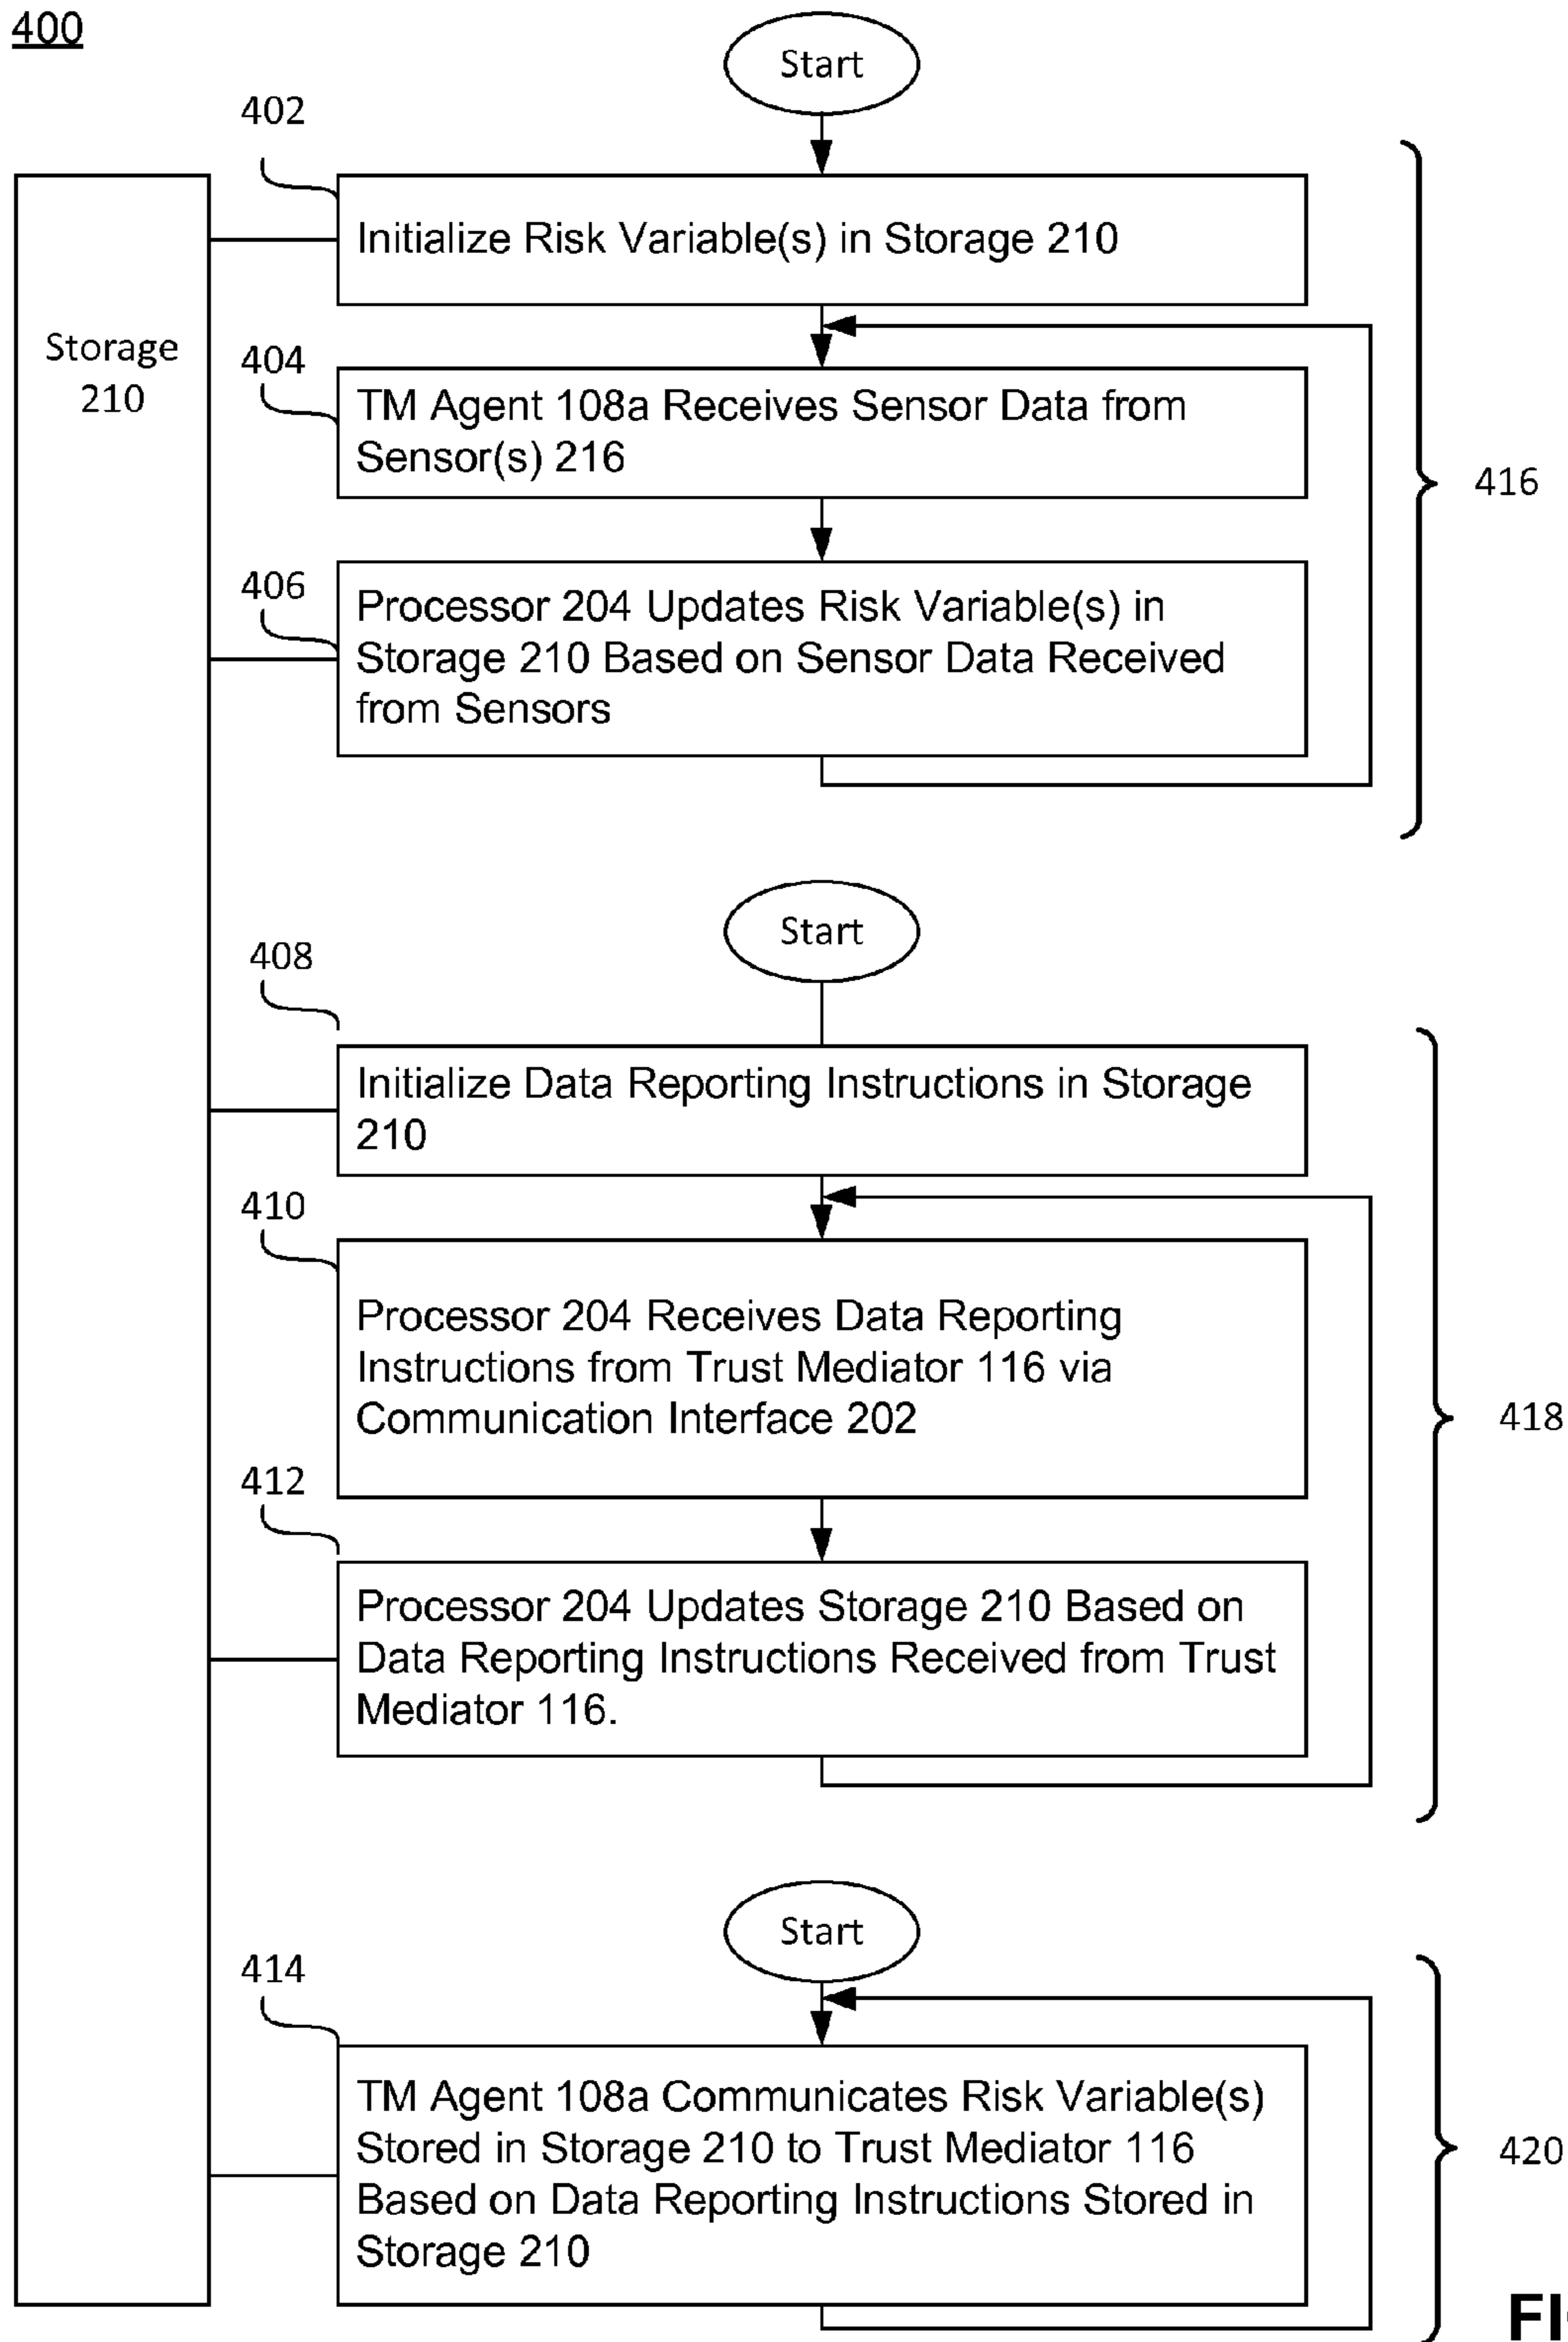 400
Start
402
Initialize Risk Variable(s) in Storage 210
Storage
210
404
TM Agent 108a Receives Sensor Data from
Sensor(s) 216
416
406
Processor 204 Updates Risk Variable(s) in
Storage 210 Based on Sensor Data Received
from Sensors
Start
408
Initialize Data Reporting Instructions in Storage
210
410
Processor 204 Receives Data Reporting
Instructions from Trust Mediator 116 via
Communication Interface 202
418
412
Processor 204 Updates Storage 210 Based on
Data Reporting Instructions Received from Trust
Mediator 116.
Start
414
TM Agent 108a Communicates Risk Variable(s)
Stored in Storage 210 to Trust Mediator 116
Based on Data Reporting Instructions Stored in
Storage 210
420